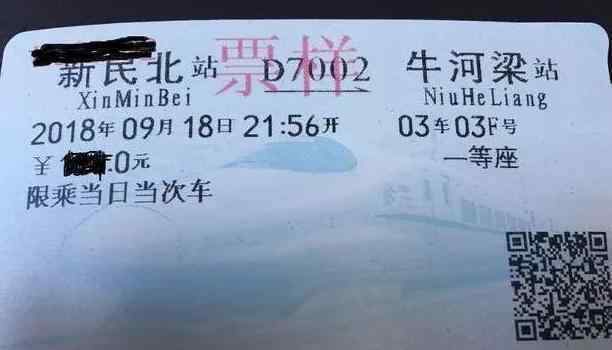 新民北站 票样 D7002 牛河梁站
XinMinBei NiuHeLiang
2018年09月18日21:56开 03车03F号
¥ .0元 一等座
限乘当日当次车